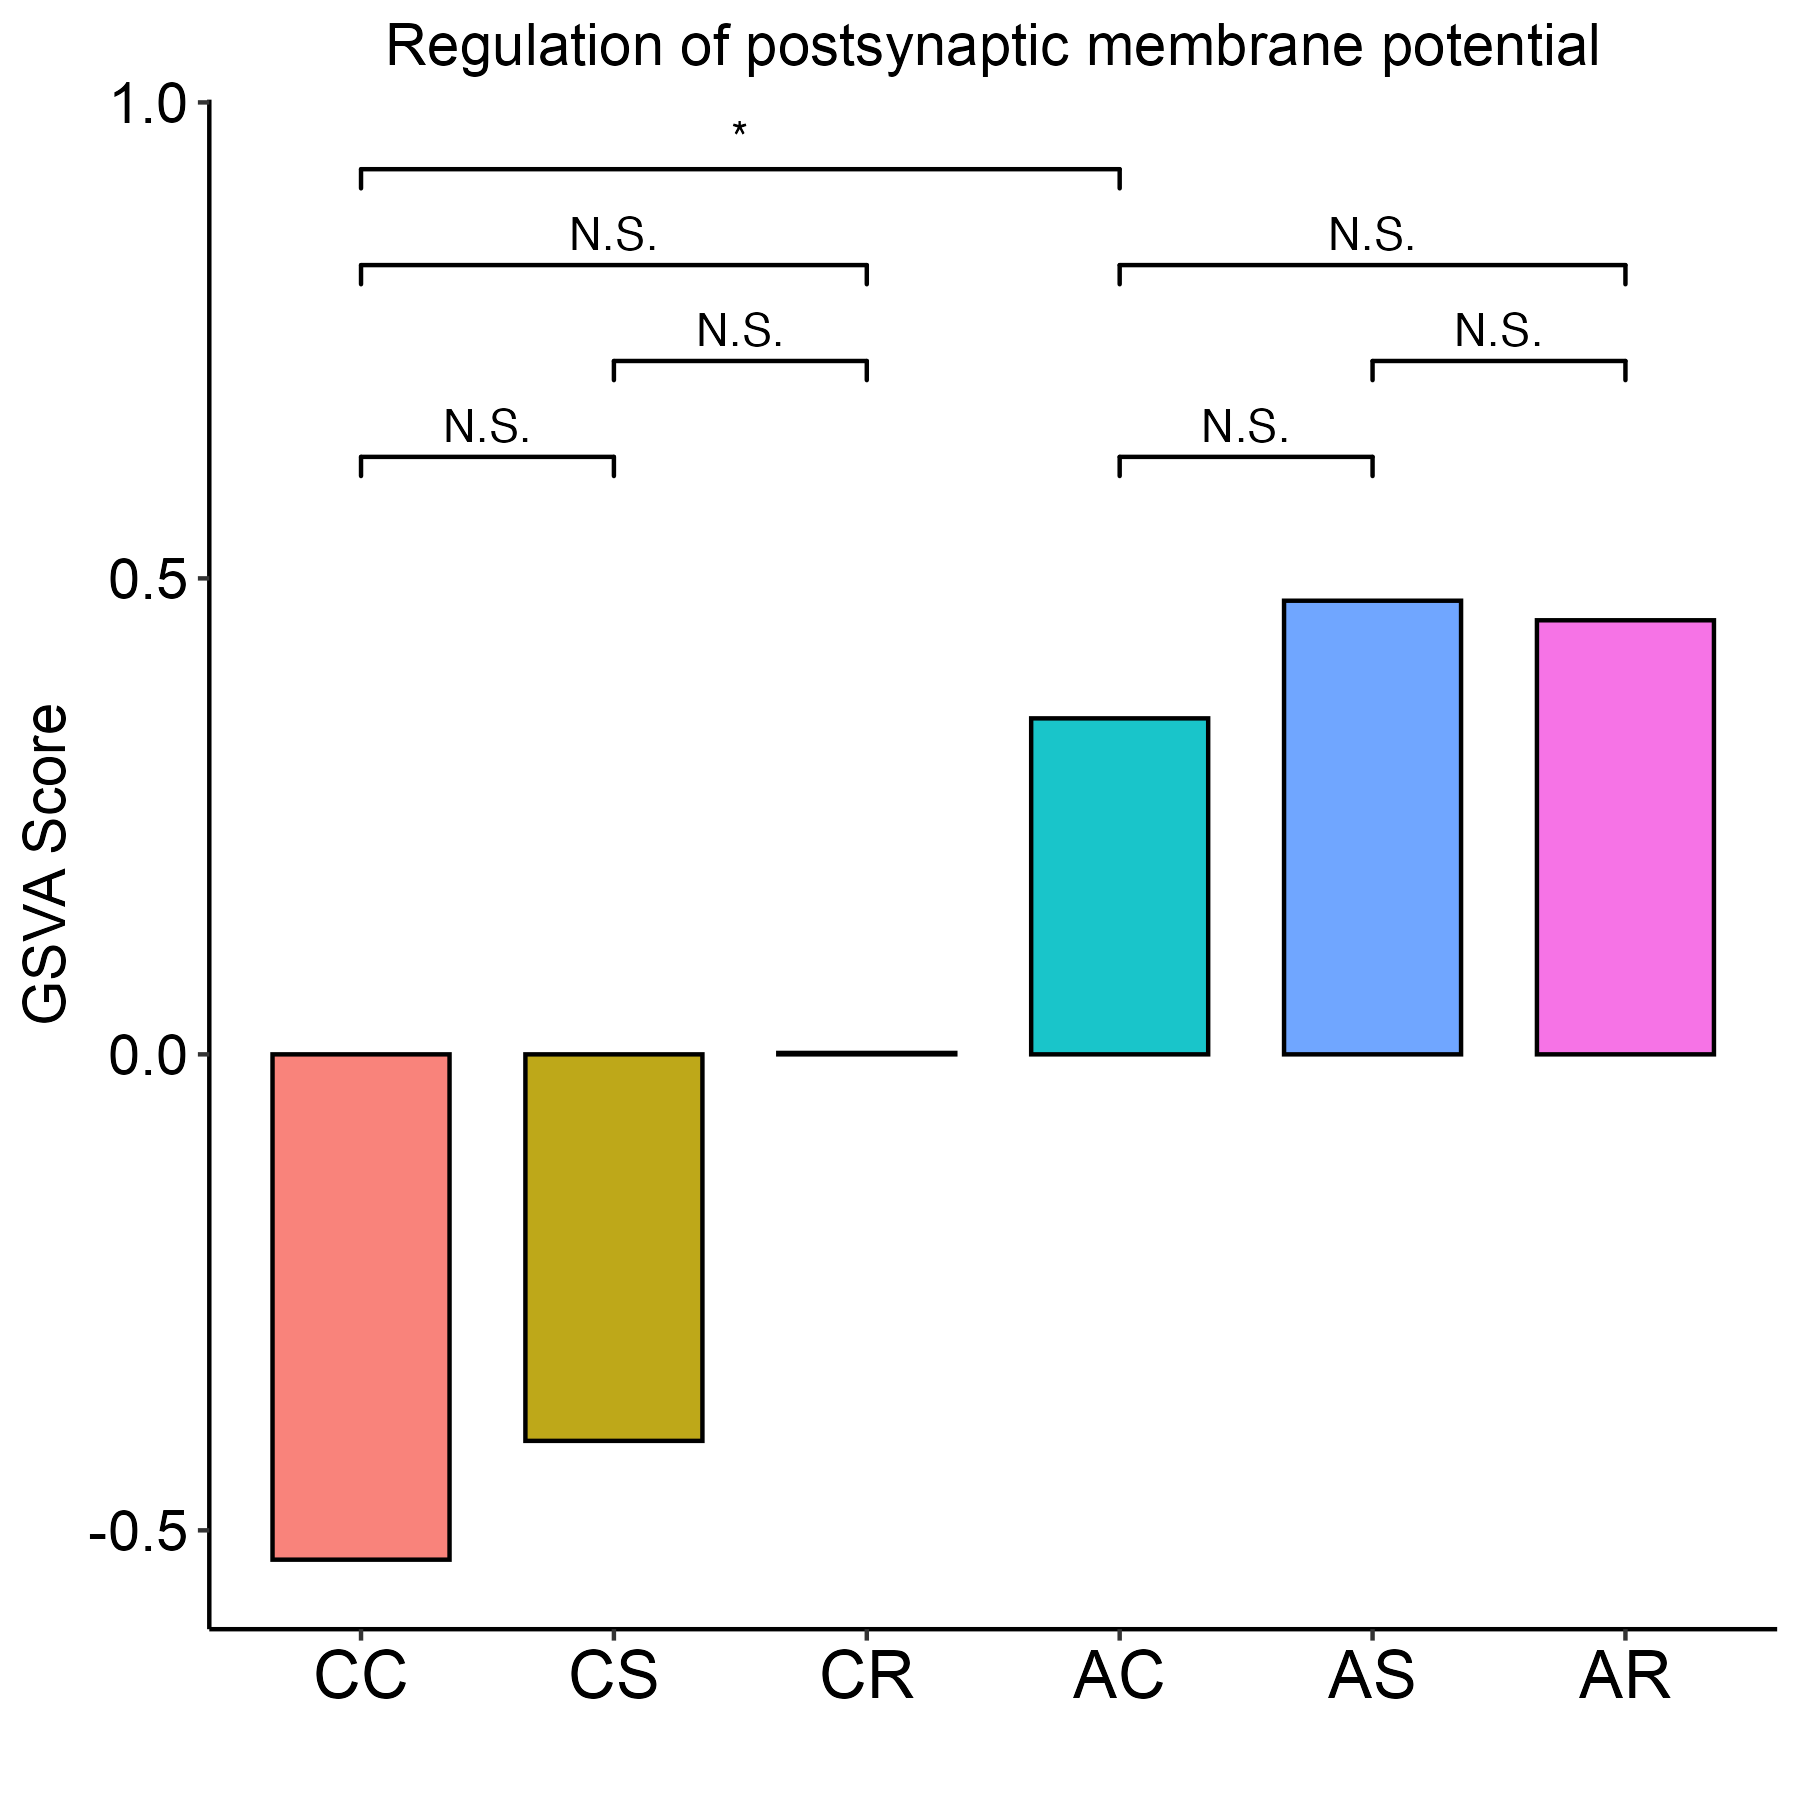 Regulation of postsynaptic membrane potential
1.0
*
N.S.
N.S.
N.S.
N.S.
N.S.
N.S.
0.5
0.0
-0.5
GSVA Score
CC
CS
CR
AC
AS
AR